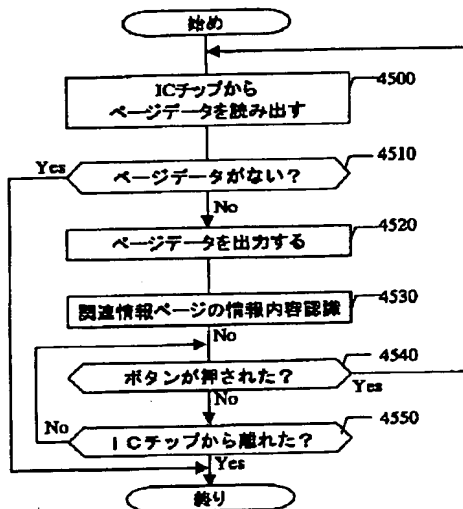 始め
ICチップから
ページデータを読み出す
4500
Yes
ページデータがない？
4510
No
ページデータを出力する
4520
関連情報ページの情報内容認識
4530
No
ボタンが押された？
4540
Yes
No
No
ＩＣチップから離れた？
4550
Yes
終り